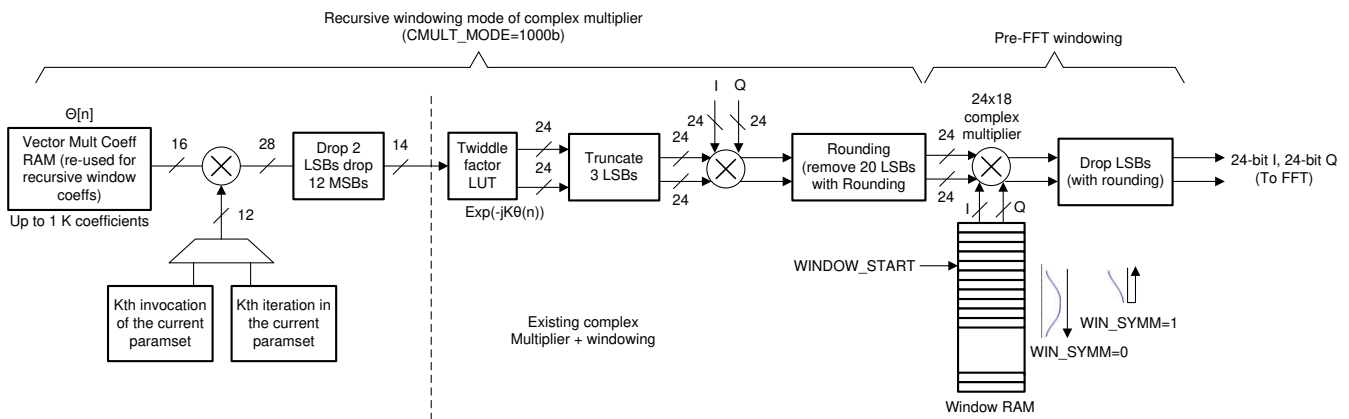 Recursive windowing mode of complex multiplier
(CMULT_MODE=1000b)
Pre-FFT windowing
Θ[n]
Vector Mult Coeff
RAM (re-used for
recursive window
coeffs)
Up to 1 K coefficients
16
28
12
Drop 2
LSBs drop
12 MSBs
14
Kth invocation
of the current
paramset
Kth iteration in
the current
paramset
Twiddle
factor
LUT
Exp(-jKθ(n))
24
24
Truncate
3 LSBs
24
24
I
Q
24
24
Rounding
(remove 20 LSBs
with Rounding
24
24
24x18
complex
multiplier
I
Q
Drop LSBs
(with rounding)
24-bit I, 24-bit Q
(To FFT)
WINDOW_START
WIN_SYMM=1
WIN_SYMM=0
Existing complex
Multiplier + windowing
Window RAM